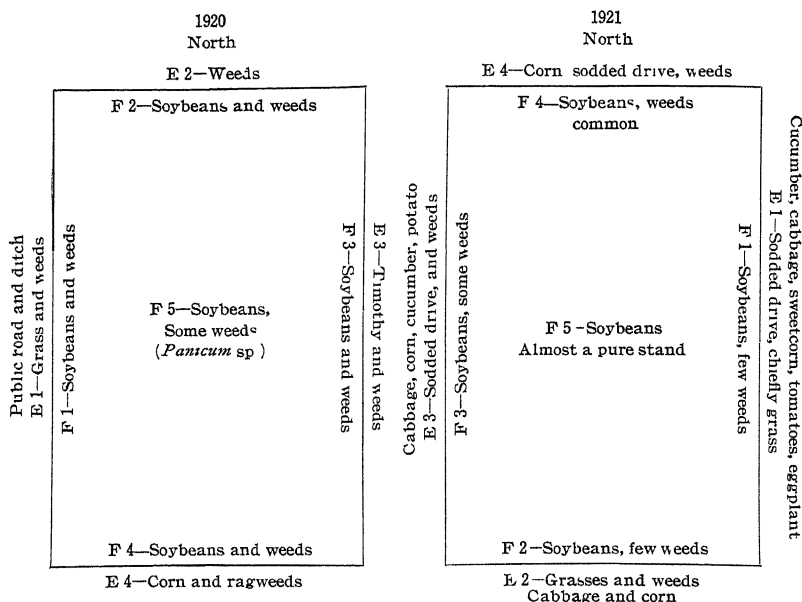 1920
North
E 2—Weeds
F 2—Soybeans and weeds
Public road and ditch
E 1—Grass and weeds
F 1—Soybeans and weeds
F 5—Soybeans,
Some weeds
(Panicum sp )
F 3—Soybeans and weeds
E 3—Timothy and weeds
F 4—Soybeans and weeds
E 4—Corn and ragweeds
1921
North
E 4—Corn sodded drive, weeds
F 4—Soybeans, weeds
common
Cabbage, corn, cucumber, potato
E 3—Sodded drive, and weeds
F 3—Soybeans, some weeds
F 5-Soybeans
Almost a pure stand
F 1—Soybeans, few weeds
E 1—Sodded drive, chiefly grass
Cucumber, cabbage, sweetcorn, tomatoes, eggplant
F 2—Soybeans, few weeds
E 2—Grasses and weeds
Cabbage and corn